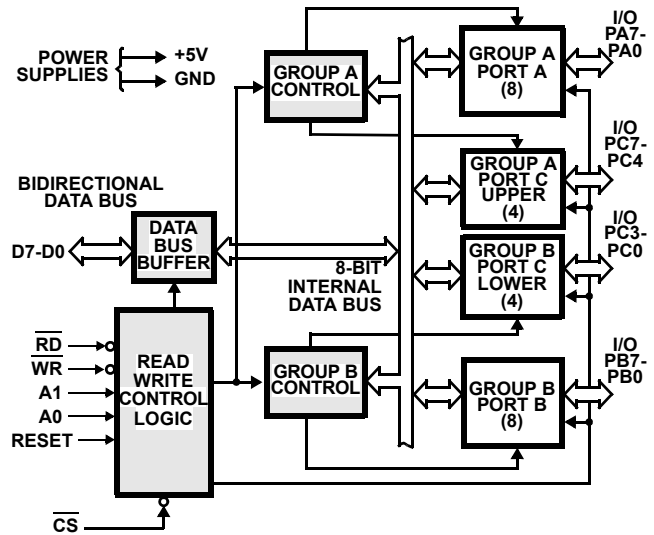 POWER
SUPPLIES
+5V
GND
GROUP A
CONTROL
GROUP A
PORT A
(8)
I/O
PA7-
PA0
GROUP A
PORT C
UPPER
(4)
I/O
PC7-
PC4
BIDIRECTIONAL
DATA BUS
D7-D0
DATA
BUS
BUFFER
8-BIT
INTERNAL
DATA BUS
GROUP B
PORT C
LOWER
(4)
I/O
PC3-
PC0
RD
WR
A1
A0
RESET
READ
WRITE
CONTROL
LOGIC
GROUP B
CONTROL
GROUP B
PORT B
(8)
I/O
PB7-
PB0
CS